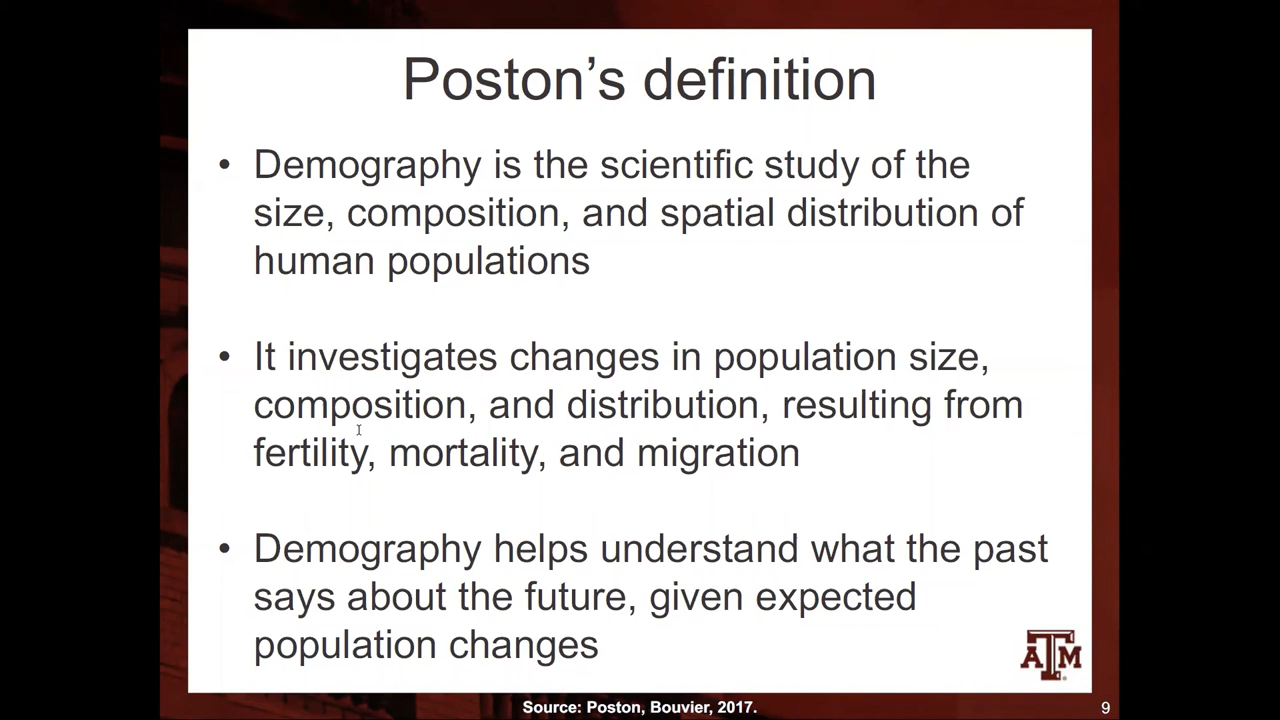 Poston's definition
• Demography is the scientific study of the
size, composition, and spatial distribution of
human populations
• It investigates changes in population size,
composition, and distribution, resulting from
fertility, mortality, and migration
• Demography helps understand what the past
says about the future, given expected
population changes
ATM
Source: Poston, Bouvier, 2017.
9